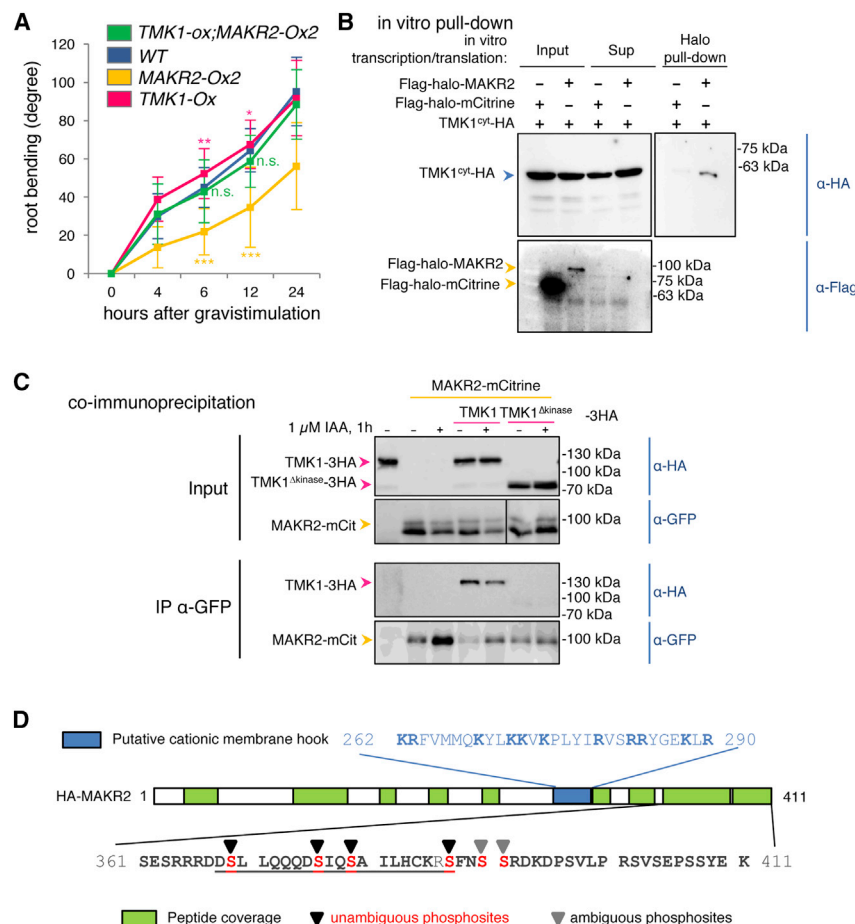 A
TMK1-ox;MAKR2-Ox2
WT
MAKR2-Ox2
TMK1-Ox
root bending (degree)
120
100
80
60
40
20
0
** *
n.s. n.s.
*** ***
0 4 6 12 24
hours after gravistimulation
B
in vitro pull-down
in vitro
transcription/translation:
Input Sup Halo
pull-down
Flag-halo-MAKR2 – + – + – +
Flag-halo-mCitrine + – + – + –
TMK1cyt-HA + + + + + +
TMK1cyt-HA
-75 kDa
-63 kDa
α-HA
Flag-halo-MAKR2
Flag-halo-mCitrine
-100 kDa
-75 kDa
-63 kDa
α-Flag
C
co-immunoprecipitation
MAKR2-mCitrine
TMK1 TMK1Δkinase -3HA
1 µM IAA, 1h – – + – + – +
Input
TMK1-3HA
TMK1Δkinase-3HA
-130 kDa
-100 kDa
-70 kDa
α-HA
MAKR2-mCit
-100 kDa
α-GFP
IP α-GFP
TMK1-3HA
-130 kDa
-100 kDa
-70 kDa
α-HA
MAKR2-mCit
-100 kDa
α-GFP
D
Putative cationic membrane hook
262 KRFVMMQKYLKKVKPLYIRVSRRYGEKLR 290
HA-MAKR2 1 411
361 SESRRRDDSL LQQQDSIQSA ILHCKRSFNS SRDKDPSVLP RSVSEPSSYE K 411
Peptide coverage
unambiguous phosphosites
ambiguous phosphosites